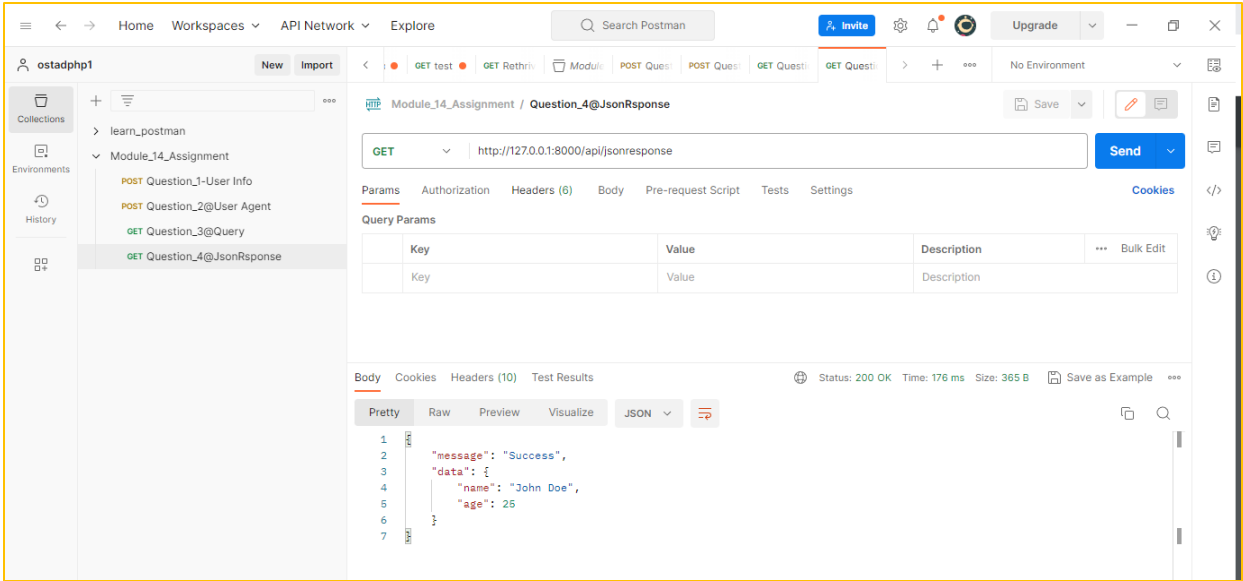 Home Workspaces API Network Explore Search Postman Invite Upgrade
ostadphp1 New Import GET test GET Rethriv Module POST Quest POST Quest GET Questi GET Questi No Environment
Collections
Environments
History
learn_postman
Module_14_Assignment
POST Question_1-User Info
POST Question_2@User Agent
GET Question_3@Query
GET Question_4@JsonRsponse
HTTP Module_14_Assignment / Question_4@JsonRsponse Save
GET http://127.0.0.1:8000/api/jsonresponse Send
Params Authorization Headers (6) Body Pre-request Script Tests Settings Cookies
Query Params
Key Value Description Bulk Edit
Key Value Description
Body Cookies Headers (10) Test Results Status: 200 OK Time: 176 ms Size: 365 B Save as Example
Pretty Raw Preview Visualize JSON
1 {
2 "message": "Success",
3 "data": {
4 "name": "John Doe",
5 "age": 25
6 }
7 }